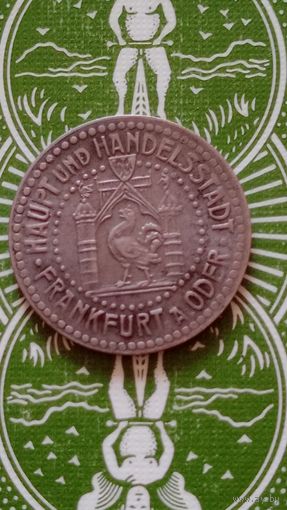 HAUPT UND HANDELSSTADT
FRANKFURT A ODER